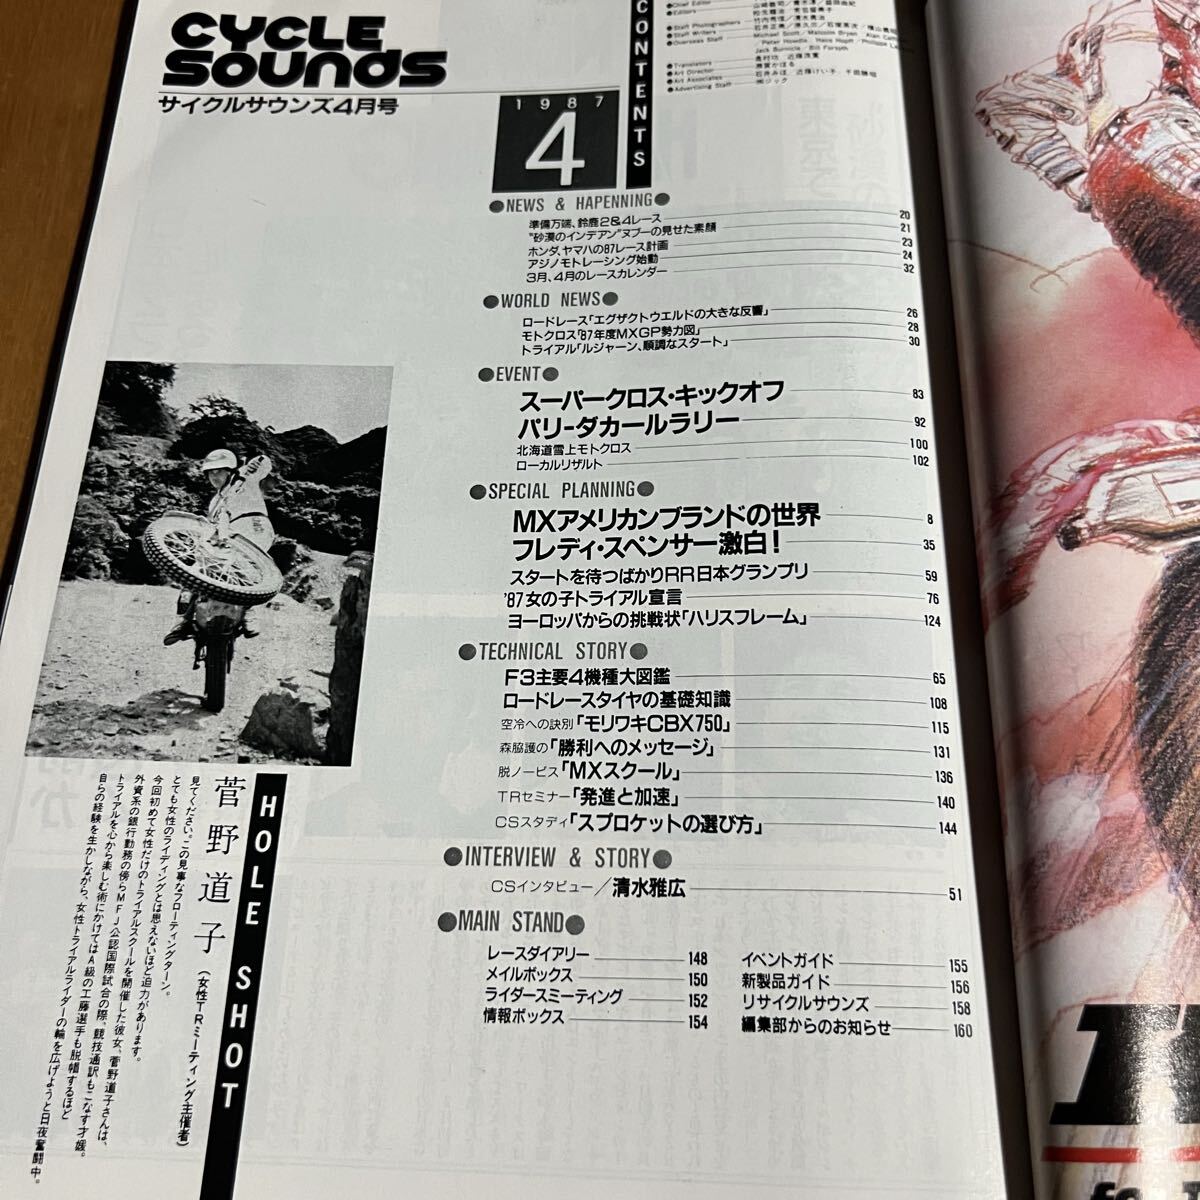 CYCLE SOUNDS
サイクルサウンズ4月号
1987
4
CONTENTS
●Chief Editor
●Editors
●Staff Photographers
●Staff Writers
●Overseas Staff
Michael Scott/Malcolm Bryan/Alan
Peter Howdle/Hans Hopf/Philippe
Jack Burnicle/Bill Forsyth
●Translators
●Art Director
●Art Associates
●Advertising Staff
●NEWS & HAPENNING●
準備万端、鈴鹿2&4レース 20
"砂漠のインデアン"ヌブーの見せた素顔 21
ホンダ、ヤマハの87レース計画 23
アジノモトレーシング始動 24
3月、4月のレースカレンダー 32
●WORLD NEWS●
ロードレース「エグザクトウエルドの大きな反響」 26
モトクロス「'87年度MXGP勢力図」 28
トライアル「ルジャーン、順調なスタート」 30
●EVENT●
スーパークロス・キックオフ 83
パリ-ダカールラリー 92
北海道雪上モトクロス 100
ローカルリザルト 102
●SPECIAL PLANNING●
MXアメリカンブランドの世界 8
フレディ・スペンサー激白! 35
スタートを待つばかりRR日本グランプリ 59
'87女の子トライアル宣言 76
ヨーロッパからの挑戦状「ハリスフレーム」 124
●TECHNICAL STORY●
F3主要4機種大図鑑 65
ロードレースタイヤの基礎知識 108
空冷への訣別「モリワキCBX750」 115
森脇護の「勝利へのメッセージ」 131
脱ノービス「MXスクール」 136
TRセミナー「発進と加速」 140
CSスタディ「スプロケットの選び方」 144
●INTERVIEW & STORY●
CSインタビュー/清水雅広 51
●MAIN STAND●
レースダイアリー 148
メイルボックス 150
ライダースミーティング 152
情報ボックス 154
イベントガイド 155
新製品ガイド 156
リサイクルサウンズ 158
編集部からのお知らせ 160
HOLE SHOT
菅野道子(女性TRミーティング主催者)
見てください。この見事なフローティングターン。
とても女性のライディングとは思えないほど迫力があります。
今回初めて女性だけのトライアルスクールを開催した彼女、菅野道子さんは、
外資系の銀行勤務の傍らMFJ公認国際試合の際、競技通訳もこなす才媛。
トライアルを心から楽しむ術にかけてはA級の工藤選手も脱帽するほど
自らの経験を生かしながら、女性トライアルライダーの輪を広げようと日夜奮闘中。